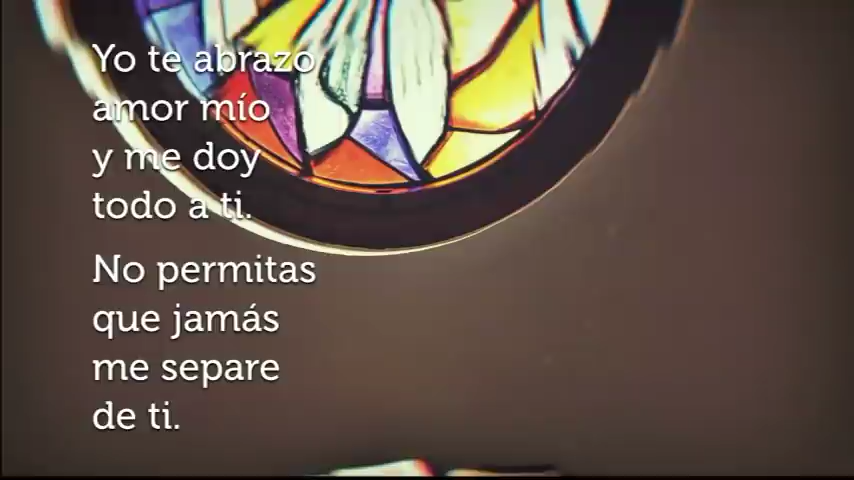 Yo te abrazo
amor mío
y me doy
todo a ti.
No permitas
que jamás
me separe
de ti.